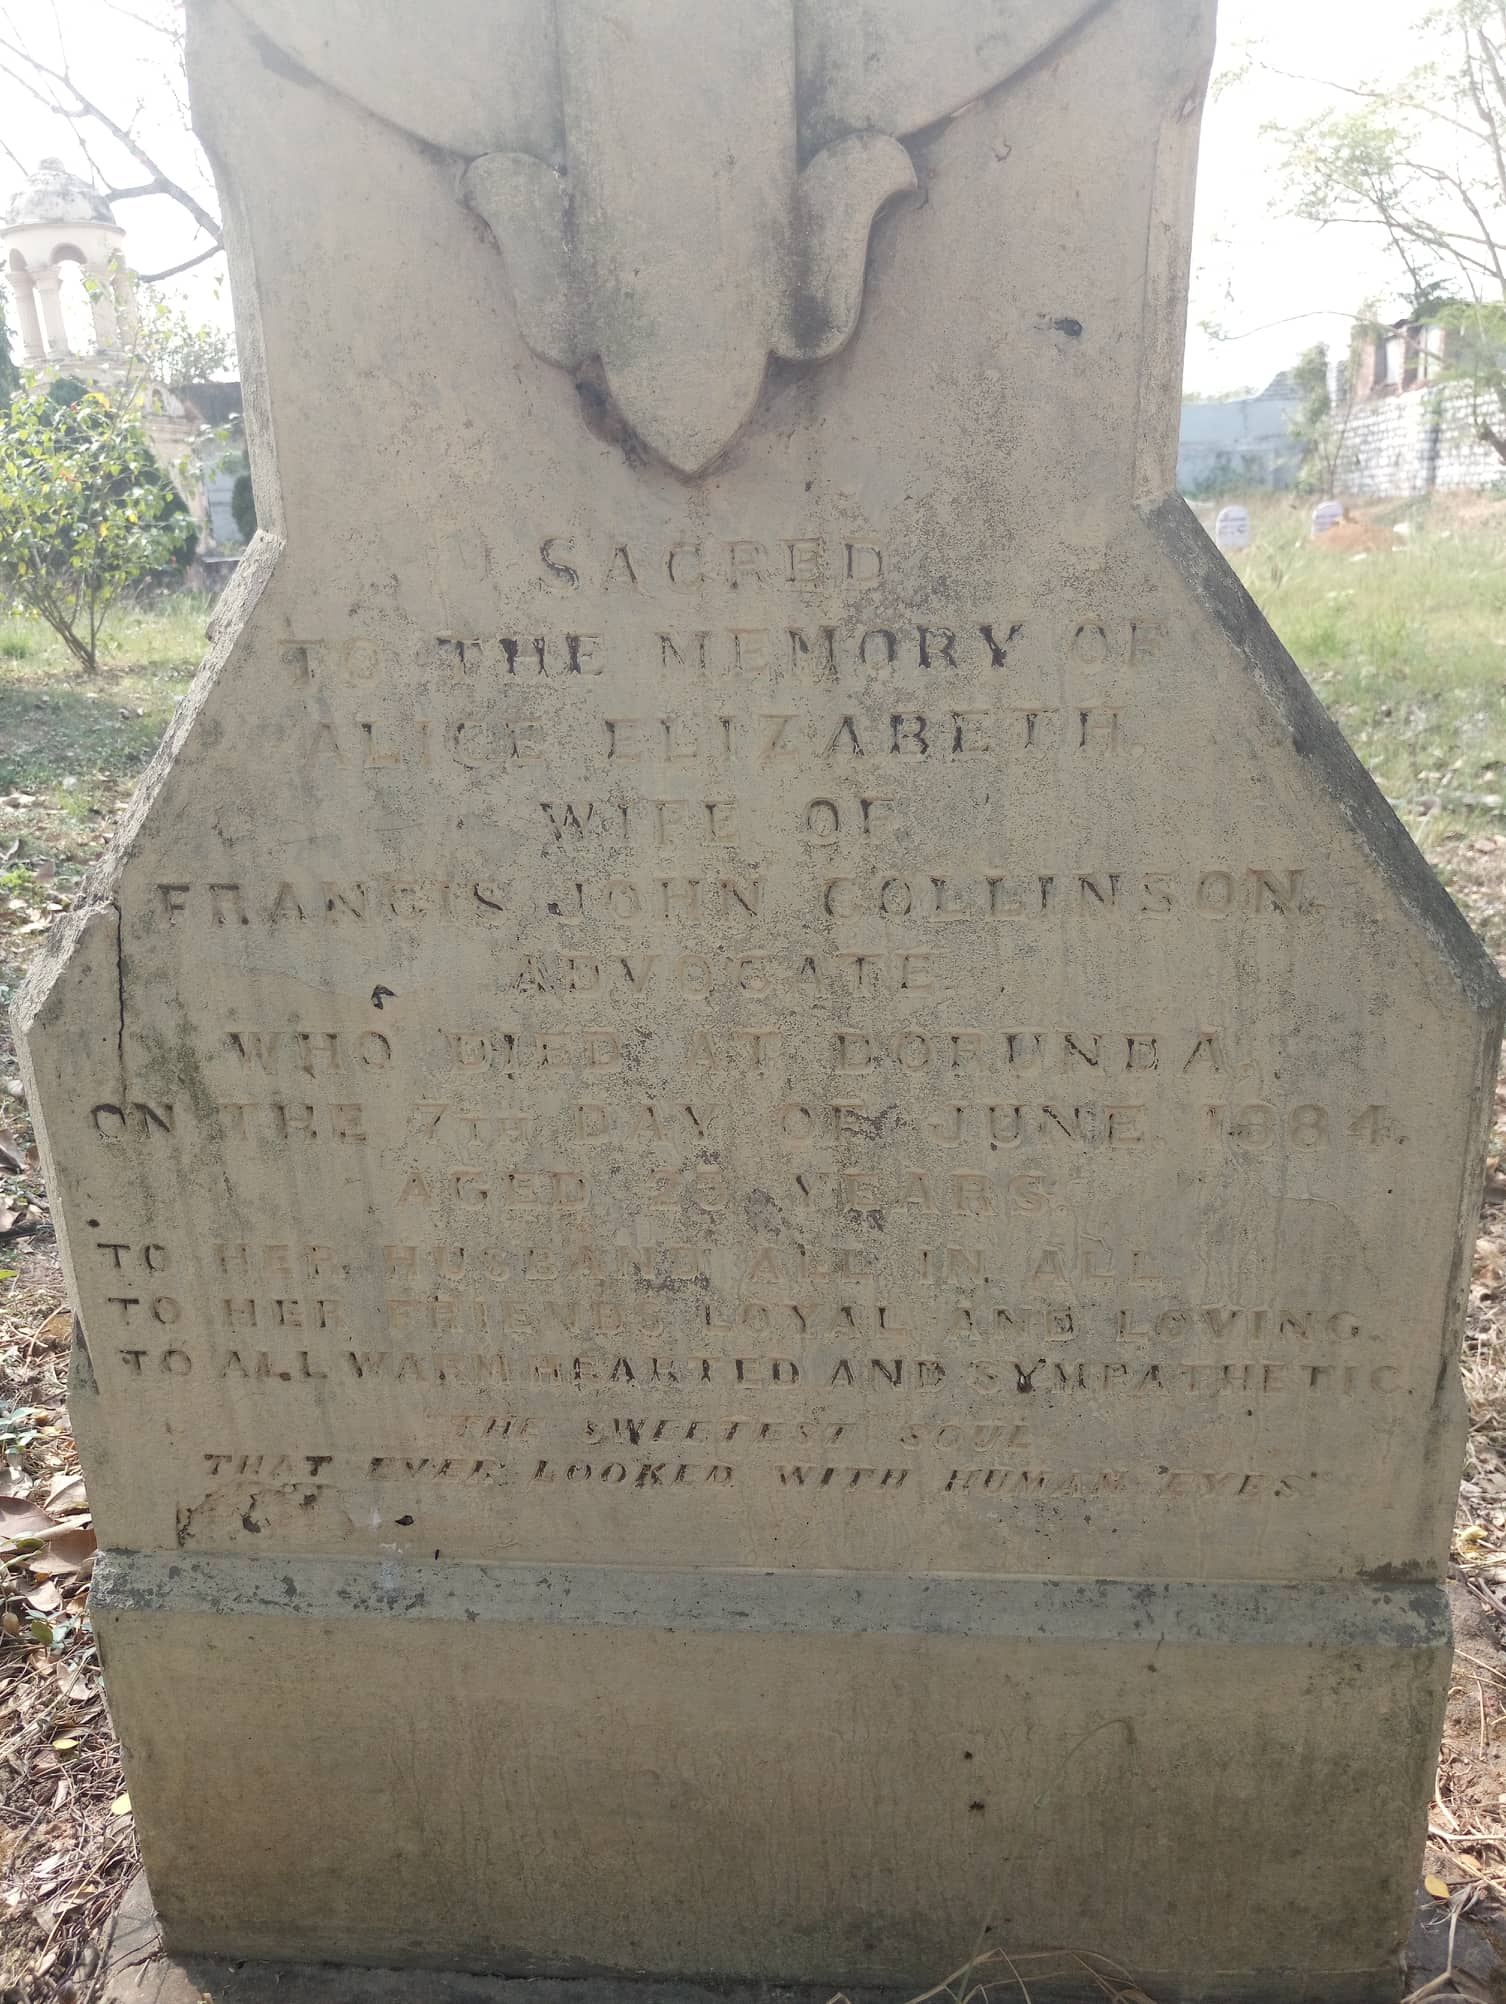 SACRED
TO THE MEMORY OF
ALICE ELIZABETH.
WIFE OF
FRANCIS JOHN COLLINSON.
ADVOCATE.
WHO DIED AT DORUNDA.
ON THE 7TH DAY OF JUNE. 1884.
AGED YEARS.
TO HER HUSBAND ALL IN ALL
TO HER FRIENDS LOYAL AND LOVING.
TO ALL WARM HEARTED AND SYMPATHETIC.
"THE SWEETEST SOUL
THAT EVER LOOKED WITH HUMAN EYES"